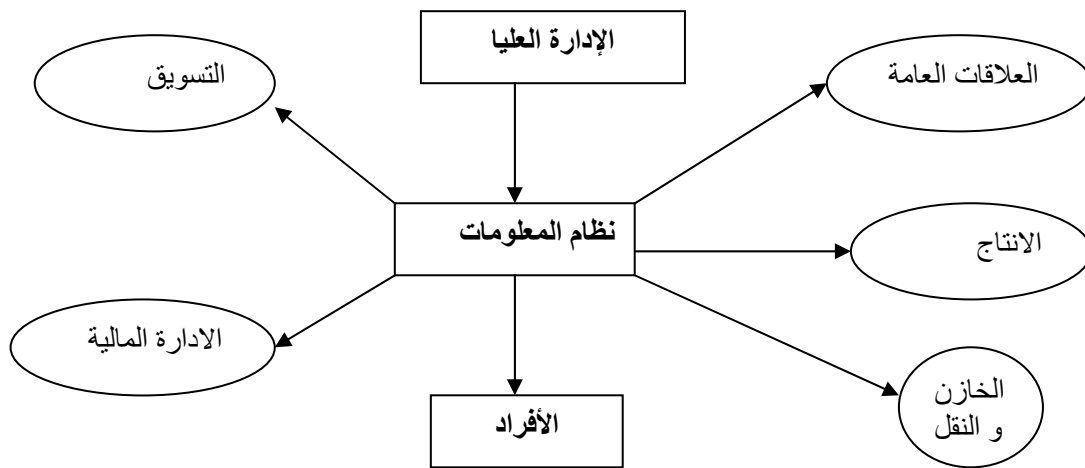 الإدارة العليا
العلاقات العامة
التسويق
نظام المعلومات
الانتاج
الادارة المالية
الخازن
و النقل
الأفراد